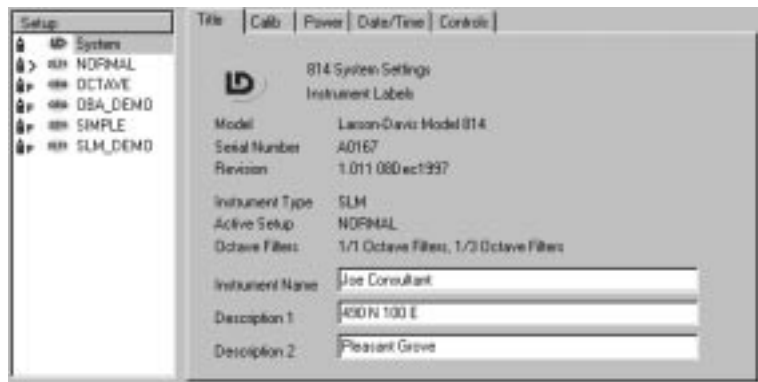 Setup
System
NORMAL
OCTAVE
OBA_DEMO
SIMPLE
SLM_DEMO
Title Calib Power Date/Time Controls
814 System Settings
Instrument Labels
Model Larson-Davis Model 814
Serial Number A0167
Revision 1.011 08Dec1997
Instrument Type SLM
Active Setup NORMAL
Octave Filters 1/1 Octave Filters, 1/3 Octave Filters
Instrument Name Joe Consultant
Description 1 490 N 100 E
Description 2 Pleasant Grove